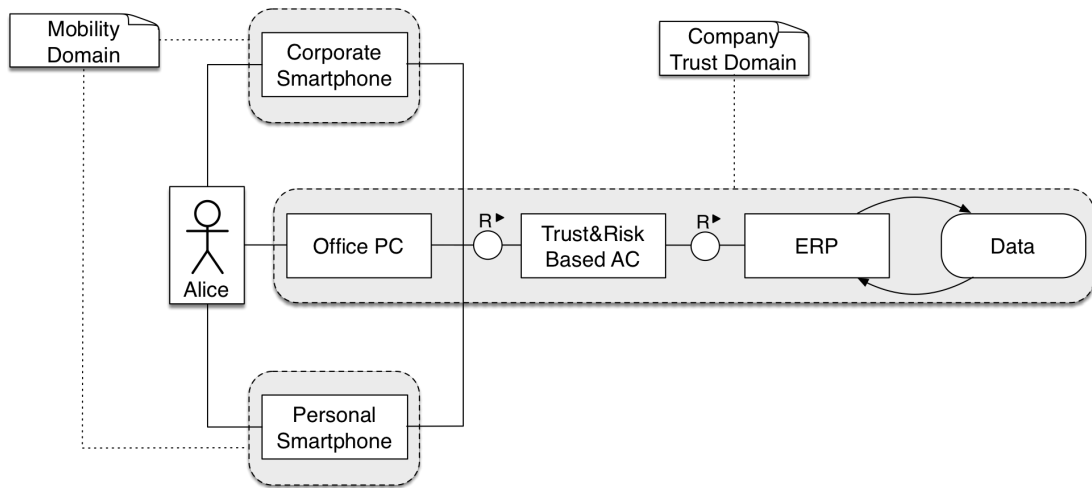 Mobility
Domain
Corporate
Smartphone
Company
Trust Domain
Alice
Office PC
R
Trust&Risk
Based AC
R
ERP
Data
Personal
Smartphone